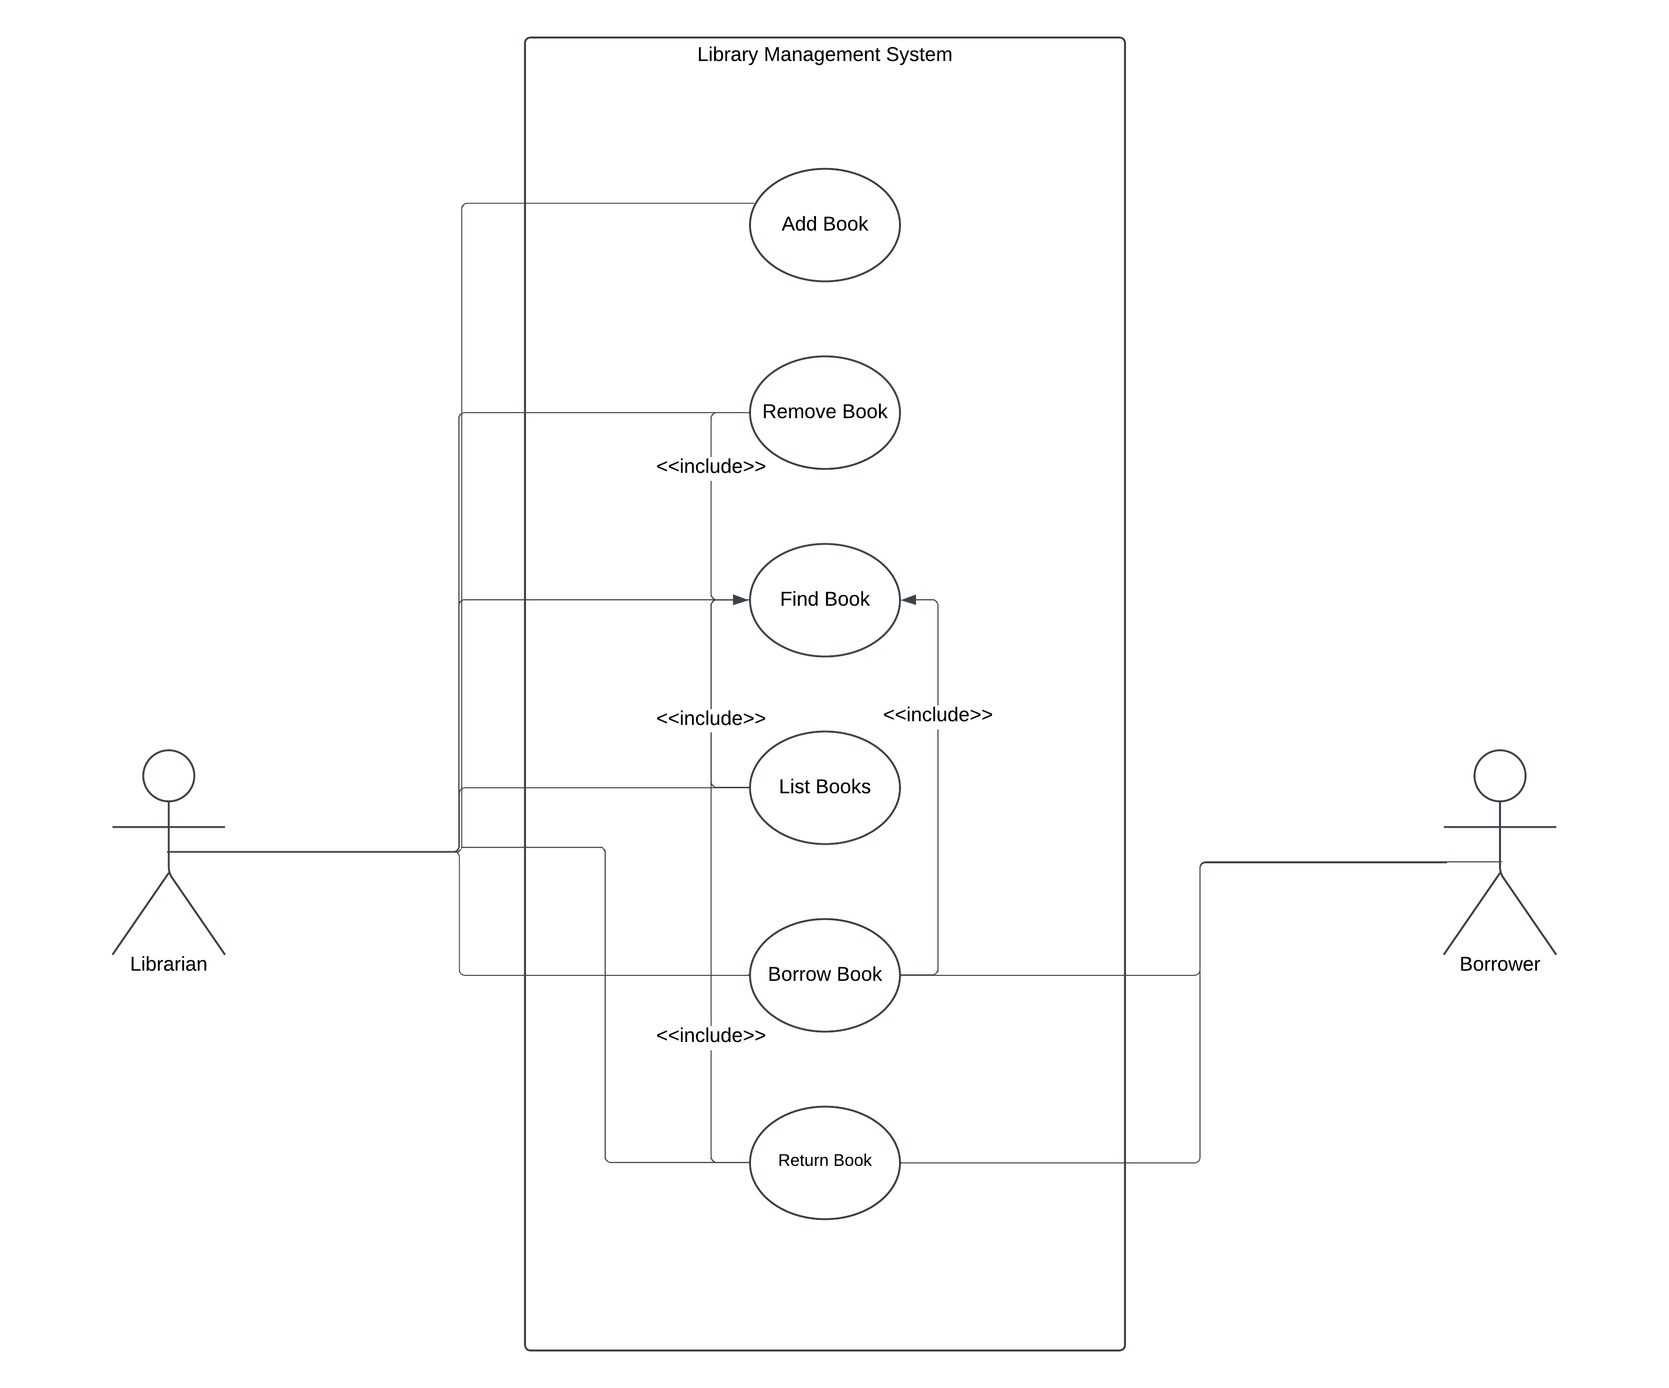 Library Management System
Add Book
Remove Book
<<include>>
Find Book
<<include>>
<<include>>
List Books
Librarian
Borrow Book
Borrower
<<include>>
Return Book